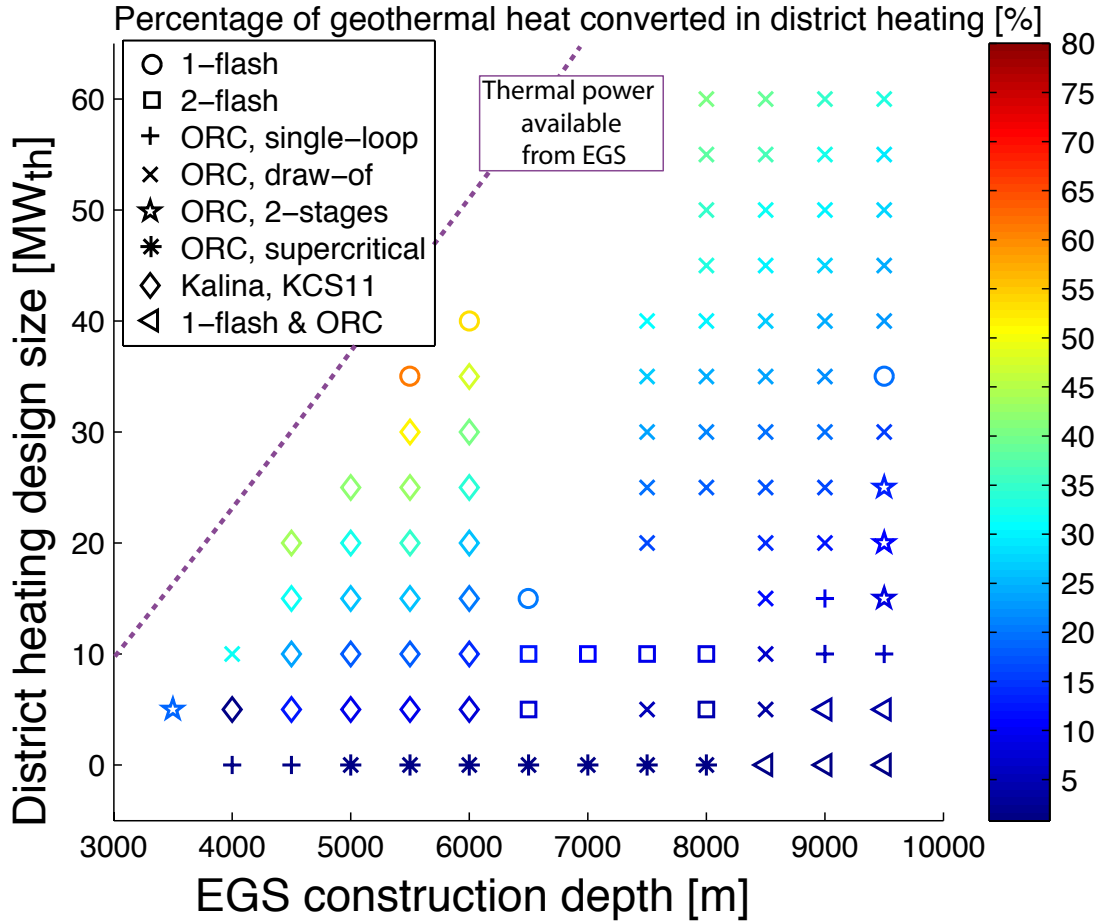 Percentage of geothermal heat converted in district heating [%]
1−flash
2−flash
ORC, single−loop
ORC, draw−of
ORC, 2−stages
ORC, supercritical
Kalina, KCS11
1−flash & ORC
Thermal power
available
from EGS
District heating design size [MWth]
60
50
40
30
20
10
0
3000
4000
5000
6000
7000
8000
9000
10000
EGS construction depth [m]
80
75
70
65
60
55
50
45
40
35
30
25
20
15
10
5